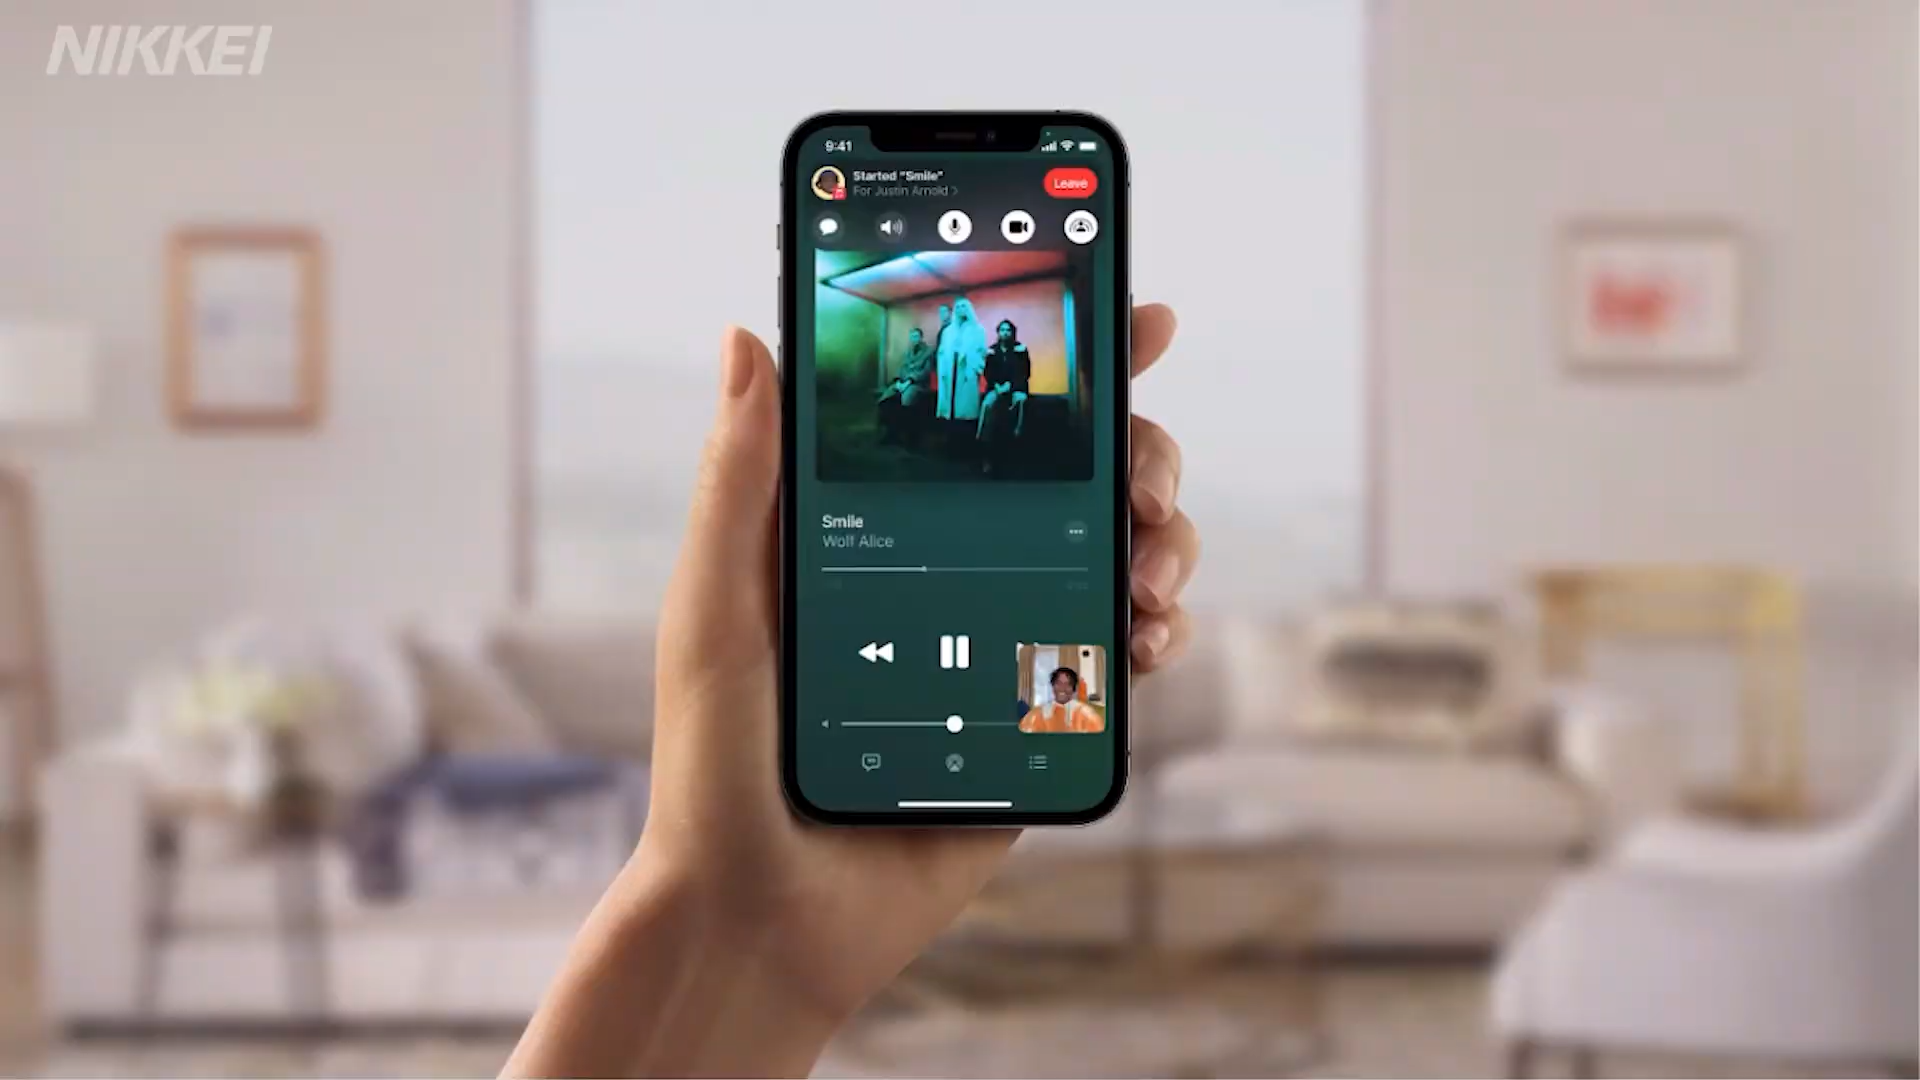 NIKKEI
9:41
Started "Smile"
For Justin Arnold >
Leave
Smile
Wolf Alice